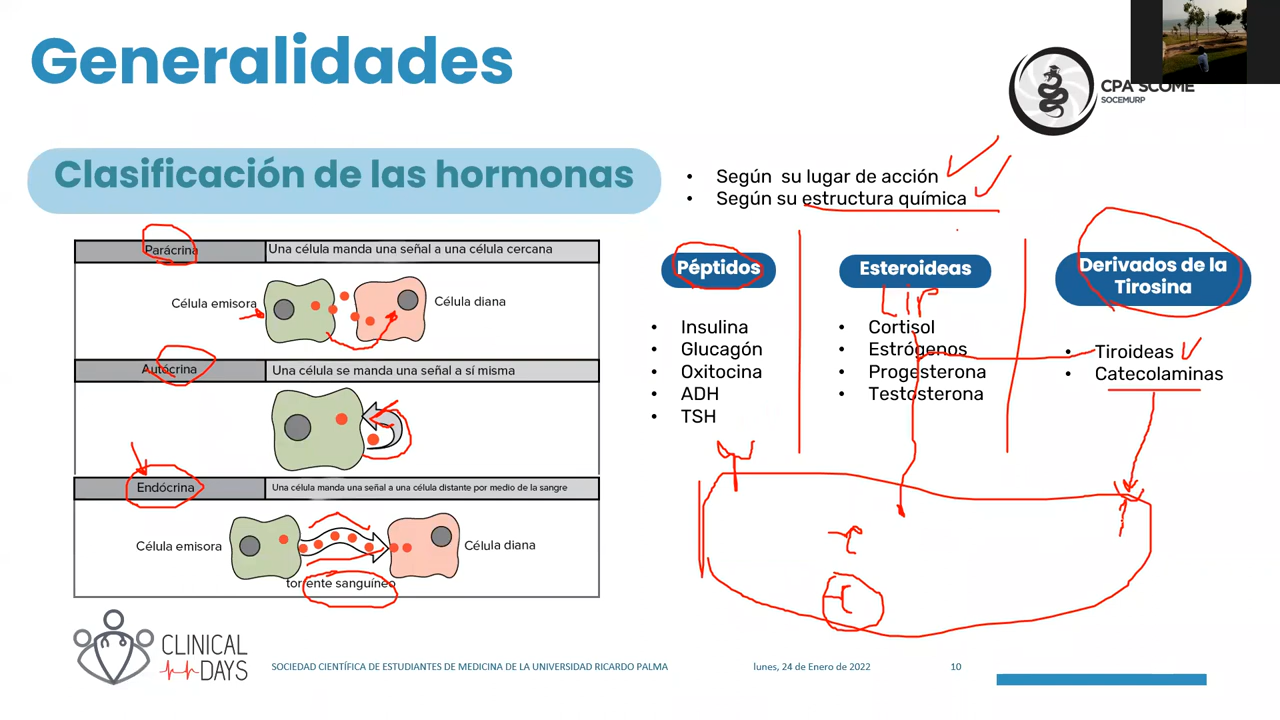 Generalidades
CPA SCOME
SOCEMURP
Clasificación de las hormonas
• Según su lugar de acción
• Según su estructura química
Parácrina
Una célula manda una señal a una célula cercana
Célula emisora
Célula diana
Autócrina
Una célula se manda una señal a sí misma
Endócrina
Una célula manda una señal a una célula distante por medio de la sangre
Célula emisora
Célula diana
torrente sanguíneo
Péptidos
• Insulina
• Glucagón
• Oxitocina
• ADH
• TSH
Esteroideas
Lip
• Cortisol
• Estrógenos
• Progesterona
• Testosterona
Derivados de la
Tirosina
• Tiroideas
• Catecolaminas
CLINICAL
DAYS
SOCIEDAD CIENTÍFICA DE ESTUDIANTES DE MEDICINA DE LA UNIVERSIDAD RICARDO PALMA
lunes, 24 de Enero de 2022
10